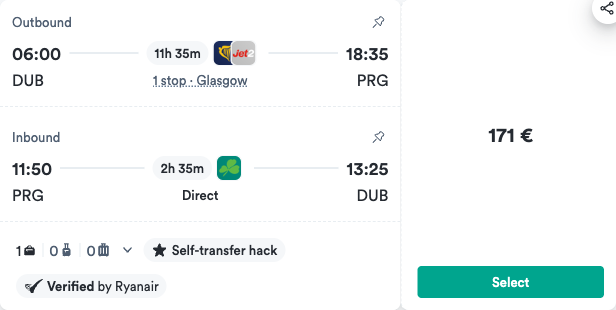 Outbound
06:00 11h 35m Jet2 18:35
DUB 1 stop · Glasgow PRG
Inbound
11:50 2h 35m 13:25
PRG Direct DUB
1 0 0 Self-transfer hack
Verified by Ryanair
171 €
Select